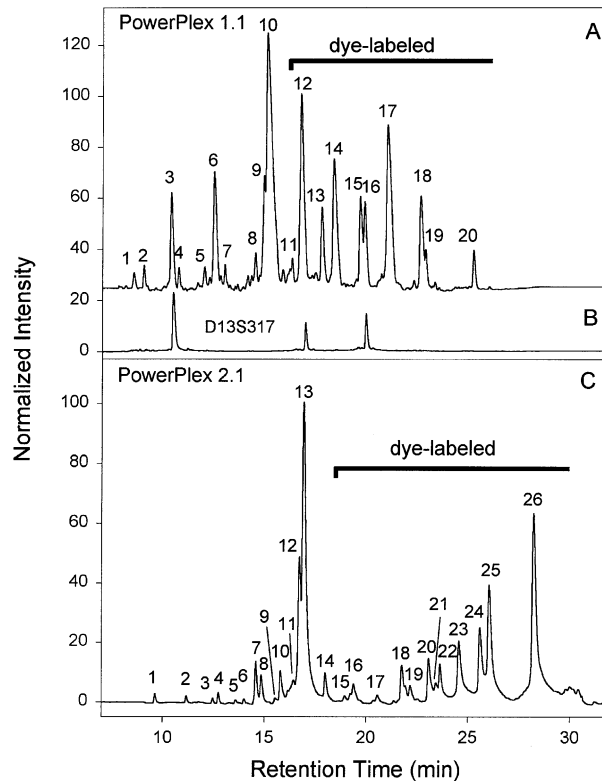 PowerPlex 1.1
A
dye-labeled
120
100
80
60
40
20
0
1 2 3 4 5 6 7 8 9 10 11 12 13 14 15 16 17 18 19 20
B
D13S317
PowerPlex 2.1
C
dye-labeled
100
80
60
40
20
0
1 2 3 4 5 6 7 8 9 10 11 12 13 14 15 16 17 18 19 20 21 22 23 24 25 26
10 15 20 25 30
Normalized Intensity
Retention Time (min)